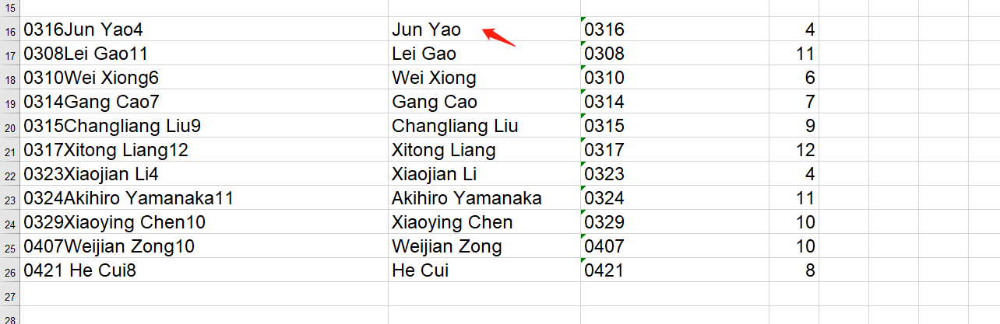 15
16 0316Jun Yao4 Jun Yao 0316 4
17 0308Lei Gao11 Lei Gao 0308 11
18 0310Wei Xiong6 Wei Xiong 0310 6
19 0314Gang Cao7 Gang Cao 0314 7
20 0315Changliang Liu9 Changliang Liu 0315 9
21 0317Xitong Liang12 Xitong Liang 0317 12
22 0323Xiaojian Li4 Xiaojian Li 0323 4
23 0324Akihiro Yamanaka11 Akihiro Yamanaka 0324 11
24 0329Xiaoying Chen10 Xiaoying Chen 0329 10
25 0407Weijian Zong10 Weijian Zong 0407 10
26 0421 He Cui8 He Cui 0421 8
27
28